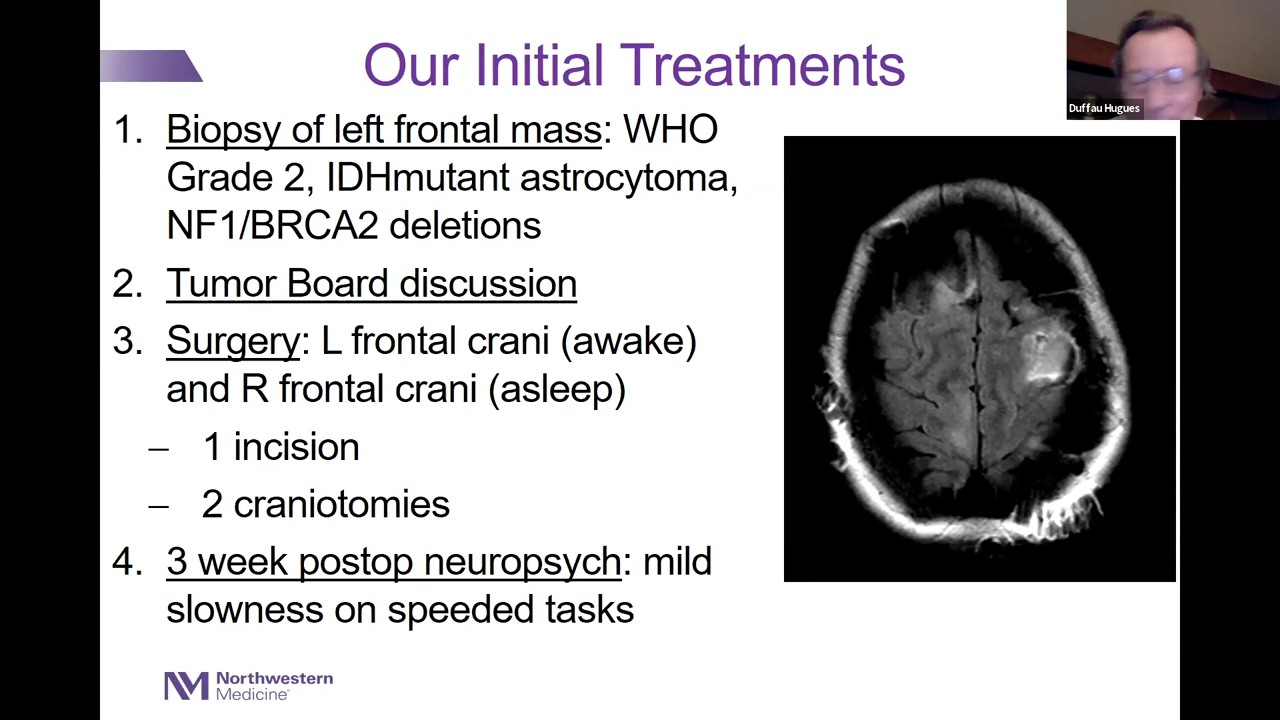 Our Initial Treatments
Duffau Hugues
1. Biopsy of left frontal mass: WHO
Grade 2, IDHmutant astrocytoma,
NF1/BRCA2 deletions
2. Tumor Board discussion
3. Surgery: L frontal crani (awake)
and R frontal crani (asleep)
– 1 incision
– 2 craniotomies
4. 3 week postop neuropsych: mild
slowness on speeded tasks
NM Northwestern
Medicine®